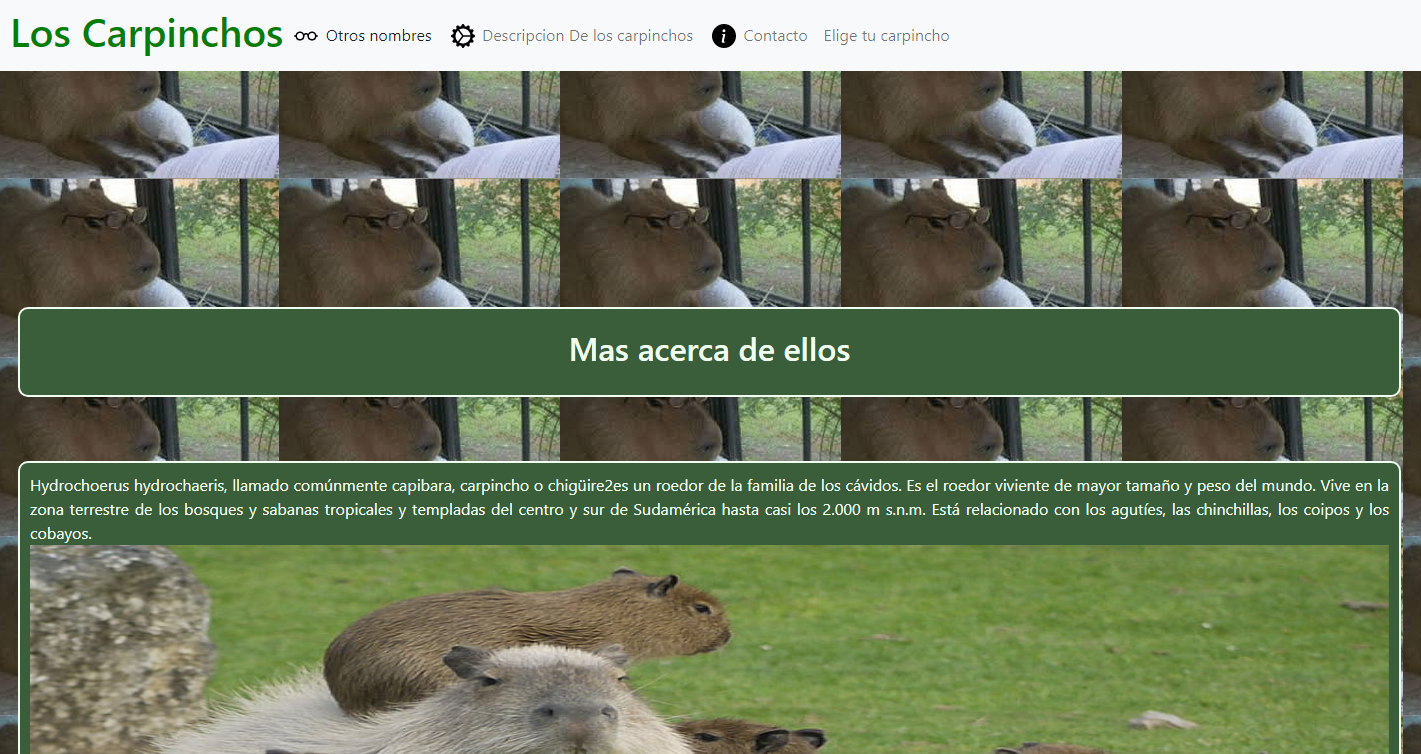 Los Carpinchos Otros nombres Descripcion De los carpinchos Contacto Elige tu carpincho
Mas acerca de ellos
Hydrochoerus hydrochaeris, llamado comúnmente capibara, carpincho o chigüire2es un roedor de la familia de los cávidos. Es el roedor viviente de mayor tamaño y peso del mundo. Vive en la
zona terrestre de los bosques y sabanas tropicales y templadas del centro y sur de Sudamérica hasta casi los 2.000 m s.n.m. Está relacionado con los agutíes, las chinchillas, los coipos y los
cobayos.